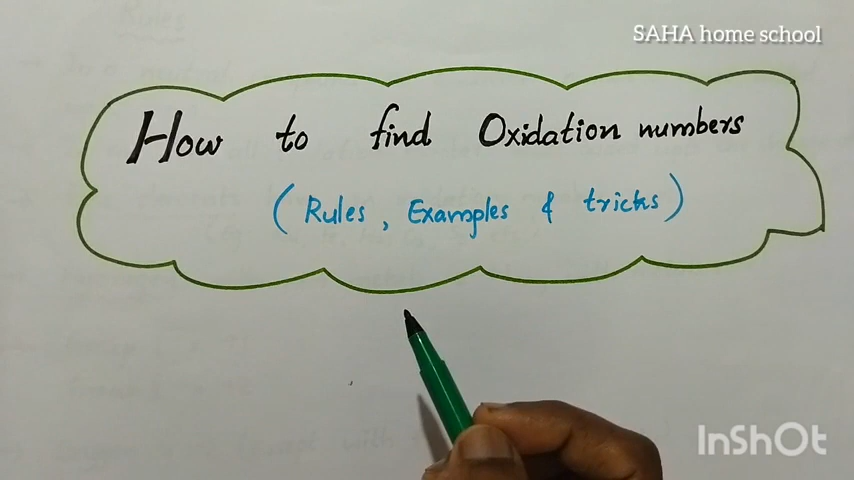 SAHA home school
How to find Oxidation numbers
(Rules, Examples & tricks)
InShOt